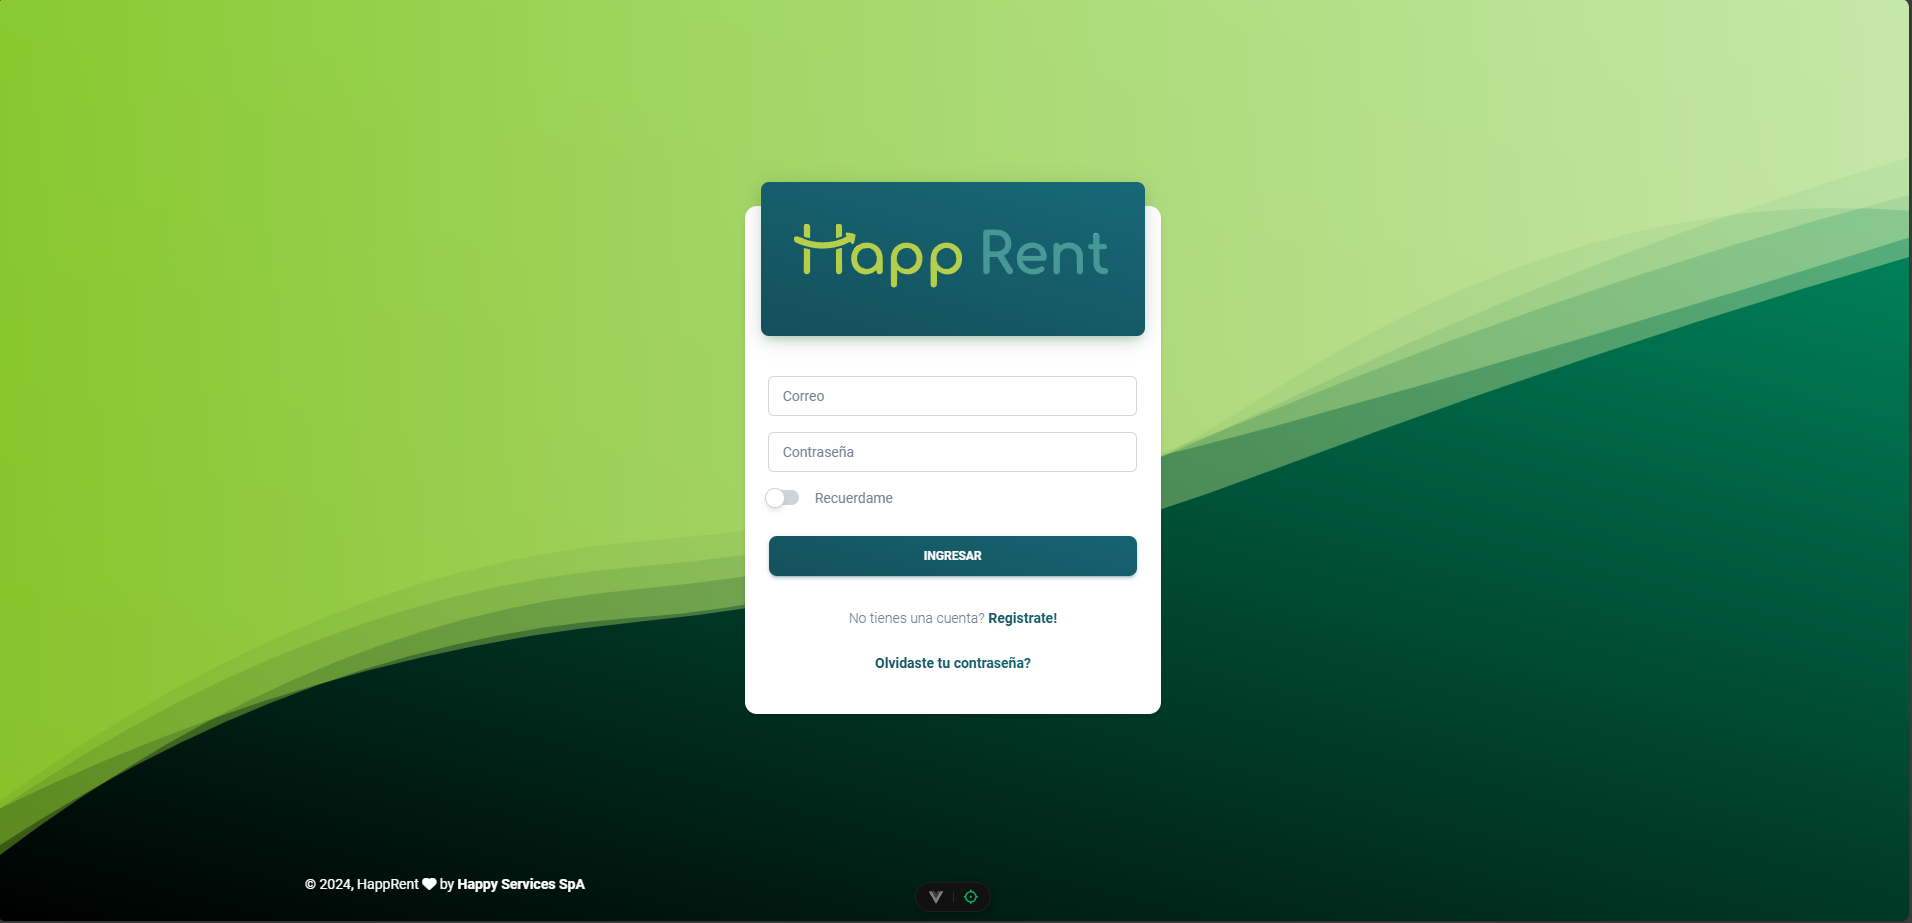 Happ Rent
Correo
Contraseña
Recuerdame
INGRESAR
No tienes una cuenta? Registrate!
Olvidaste tu contraseña?
© 2024, HappRent by Happy Services SpA